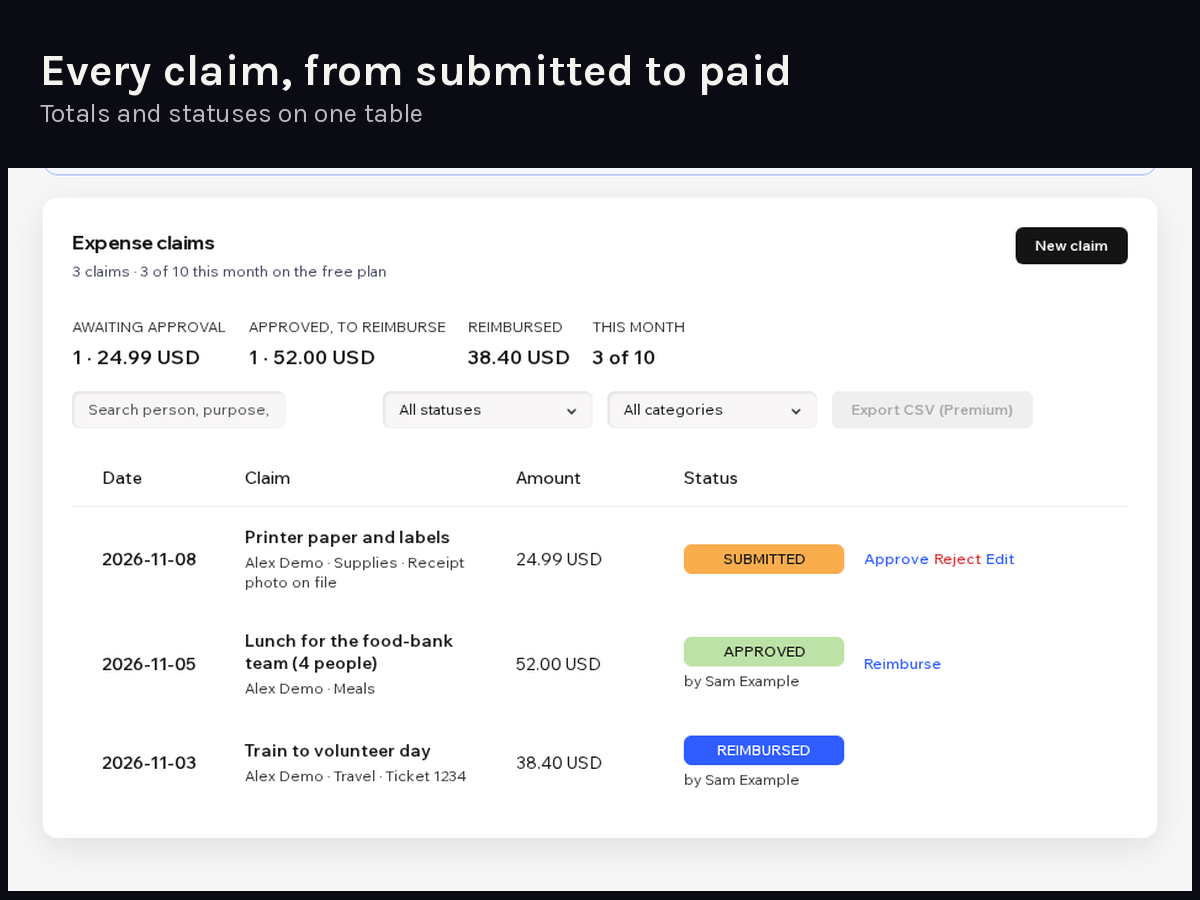 Every claim, from submitted to paid
Totals and statuses on one table
Expense claims
3 claims · 3 of 10 this month on the free plan
New claim
AWAITING APPROVAL APPROVED, TO REIMBURSE REIMBURSED THIS MONTH
1 · 24.99 USD 1 · 52.00 USD 38.40 USD 3 of 10
Search person, purpose, All statuses All categories Export CSV (Premium)
Date Claim Amount Status
Printer paper and labels
2026-11-08 24.99 USD SUBMITTED Approve Reject Edit
Alex Demo · Supplies · Receipt
photo on file
Lunch for the food-bank
team (4 people)
2026-11-05 52.00 USD APPROVED Reimburse
Alex Demo · Meals by Sam Example
Train to volunteer day
2026-11-03 38.40 USD REIMBURSED
Alex Demo · Travel · Ticket 1234 by Sam Example